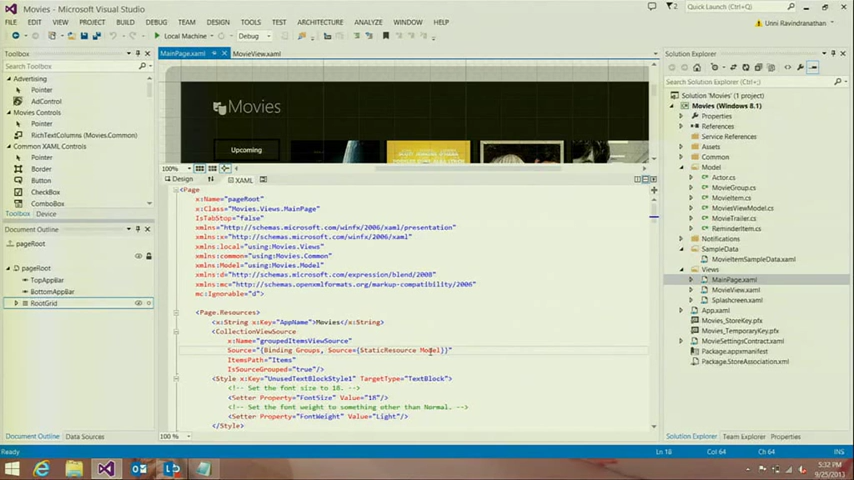 Movies - Microsoft Visual Studio
Quick Launch (Ctrl+Q)
FILE EDIT VIEW PROJECT BUILD DEBUG TEAM TOOLS TEST ARCHITECTURE DESIGN ANALYZE WINDOW HELP
Unni Ravindranathan
Local Machine
Debug
Toolbox
Search Toolbox
Advertising
Pointer
AdControl
Movies Controls
Pointer
RichTextColumns (Movies.Common)
Common XAML Controls
Pointer
Border
Button
CheckBox
ComboBox
Toolbox Device
Document Outline
pageRoot
pageRoot
TopAppBar
BottomAppBar
RootGrid
Document Outline Data Sources
MainPage.xaml
MovieView.xaml
Movies
Upcoming
100%
Design
XAML
<Page
x:Name="pageRoot"
x:Class="Movies.Views.MainPage"
IsTabStop="false"
xmlns="http://schemas.microsoft.com/winfx/2006/xaml/presentation"
xmlns:x="http://schemas.microsoft.com/winfx/2006/xaml"
xmlns:local="using:Movies.Views"
xmlns:common="using:Movies.Common"
xmlns:Model="using:Movies.Model"
xmlns:d="http://schemas.microsoft.com/expression/blend/2008"
xmlns:mc="http://schemas.openxmlformats.org/markup-compatibility/2006"
mc:Ignorable="d">
<Page.Resources>
<x:String x:Key="AppName">Movies</x:String>
<CollectionViewSource
x:Name="groupedItemsViewSource"
Source="{Binding Groups, Source={StaticResource Model}}"
ItemsPath="Items"
IsSourceGrouped="true"/>
<Style x:Key="UnusedTextBlockStyle1" TargetType="TextBlock">
<!-- Set the font size to 18. -->
<Setter Property="FontSize" Value="18"/>
<!-- Set the font weight to something other than Normal. -->
<Setter Property="FontWeight" Value="Light"/>
</Style>
100 %
Solution Explorer
Search Solution Explorer (Ctrl+;)
Solution 'Movies' (1 project)
Movies (Windows 8.1)
Properties
References
Service References
Assets
Common
Model
Actor.cs
MovieGroup.cs
MovieItem.cs
MoviesViewModel.cs
MovieTrailer.cs
ReminderItem.cs
Notifications
SampleData
MovieItemSampleData.xaml
Views
MainPage.xaml
MovieView.xaml
Splashscreen.xaml
App.xaml
Movies_StoreKey.pfx
Movies_TemporaryKey.pfx
MovieSettingsContract.xaml
Package.appxmanifest
Package.StoreAssociation.xml
Solution Explorer Team Explorer Properties
Ready
Ln 18
Col 64
Ch 64
INS
5:32 PM
9/25/2013